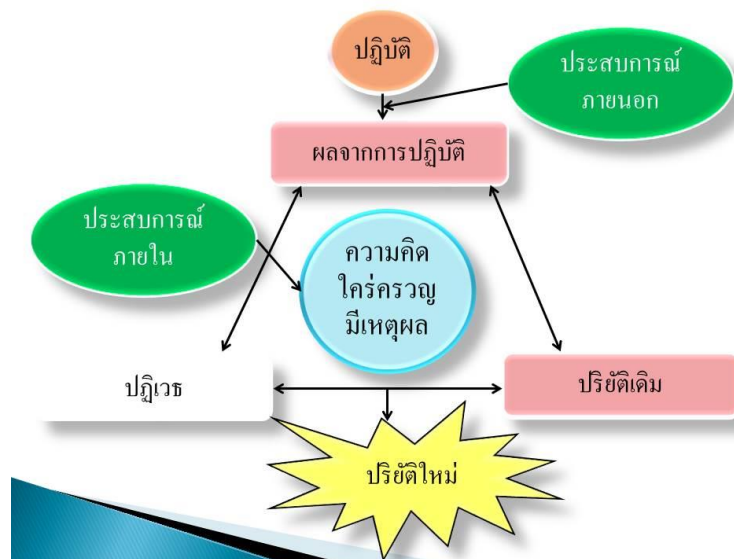 ปฏิบัติ
ประสบการณ์
ภายนอก
ผลจากการปฏิบัติ
ประสบการณ์
ภายใน
ความคิด
ใคร่ครวญ
มีเหตุผล
ปฏิเวธ
ปริยัติเดิม
ปริยัติใหม่